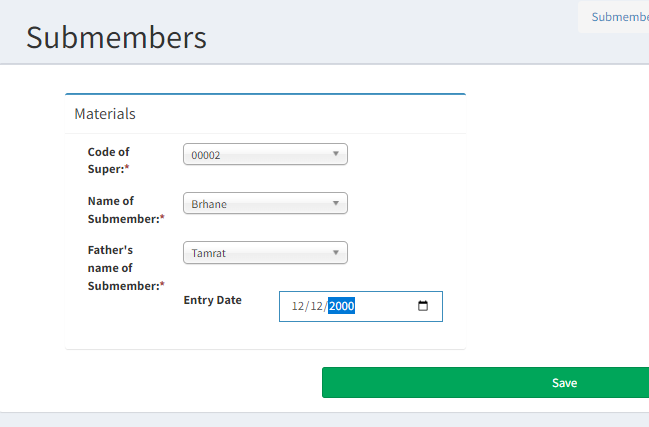 Submembers
Materials
Code of
Super:*
00002
Name of
Submember:*
Brhane
Father's
name of
Submember:*
Tamrat
Entry Date
12/12/2000
Save